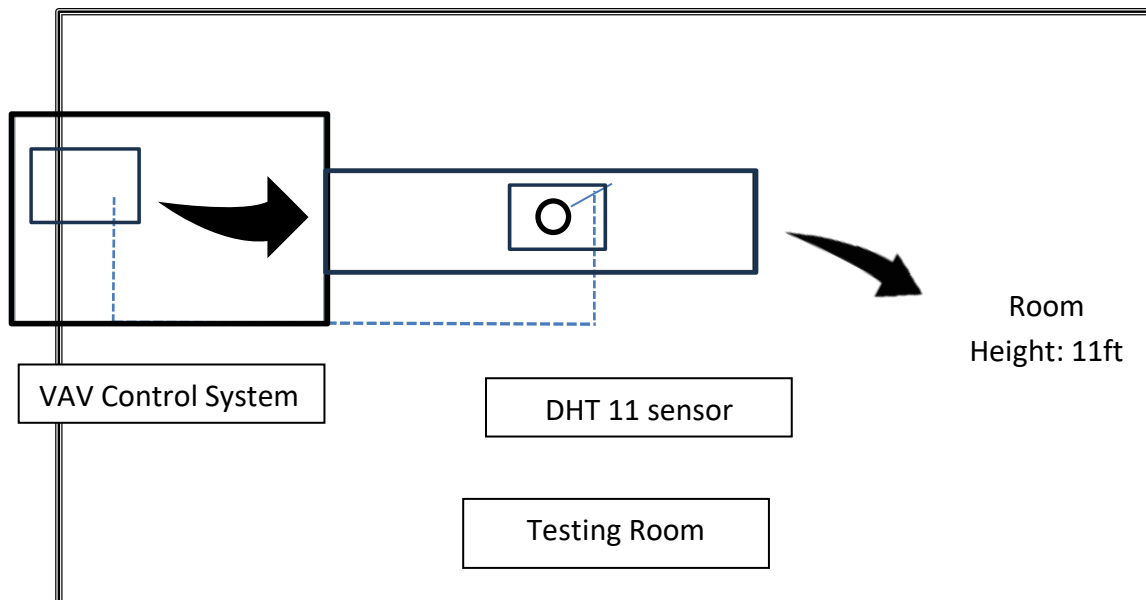 Room
Height: 11ft
VAV Control System
DHT 11 sensor
Testing Room